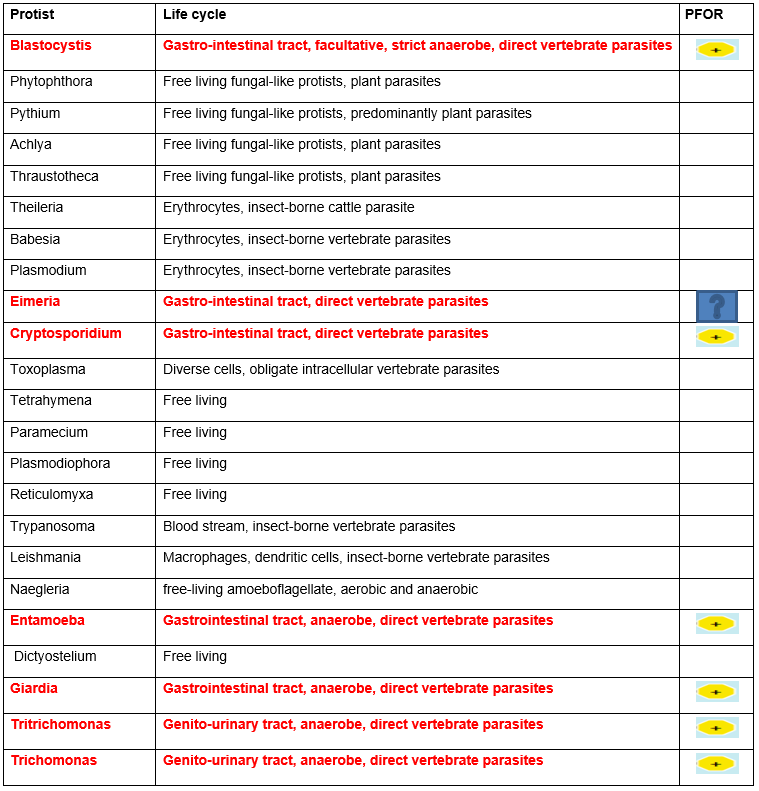 Protist Life cycle PFOR
Blastocystis Gastro-intestinal tract, facultative, strict anaerobe, direct vertebrate parasites +
Phytophthora Free living fungal-like protists, plant parasites
Pythium Free living fungal-like protists, predominantly plant parasites
Achlya Free living fungal-like protists, plant parasites
Thraustotheca Free living fungal-like protists, plant parasites
Theileria Erythrocytes, insect-borne cattle parasite
Babesia Erythrocytes, insect-borne vertebrate parasites
Plasmodium Erythrocytes, insect-borne vertebrate parasites
Eimeria Gastro-intestinal tract, direct vertebrate parasites ?
Cryptosporidium Gastro-intestinal tract, direct vertebrate parasites +
Toxoplasma Diverse cells, obligate intracellular vertebrate parasites
Tetrahymena Free living
Paramecium Free living
Plasmodiophora Free living
Reticulomyxa Free living
Trypanosoma Blood stream, insect-borne vertebrate parasites
Leishmania Macrophages, dendritic cells, insect-borne vertebrate parasites
Naegleria free-living amoeboflagellate, aerobic and anaerobic
Entamoeba Gastrointestinal tract, anaerobe, direct vertebrate parasites +
Dictyostelium Free living
Giardia Gastrointestinal tract, anaerobe, direct vertebrate parasites +
Tritrichomonas Genito-urinary tract, anaerobe, direct vertebrate parasites +
Trichomonas Genito-urinary tract, anaerobe, direct vertebrate parasites +